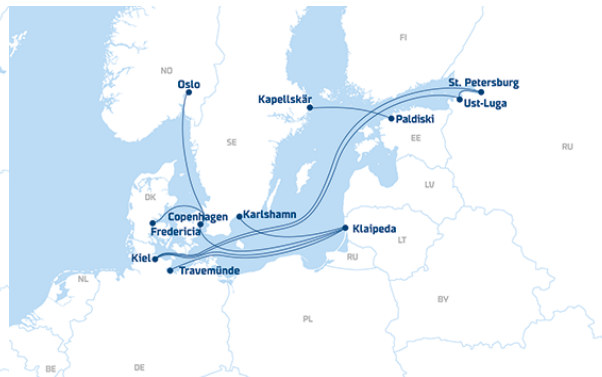 FI
NO
Oslo
St. Petersburg
Kapellskär
Ust-Luga
Paldiski
SE
EE
RU
LV
DK
Copenhagen
Karlshamn
Fredericia
Klaipeda
LT
Kiel
RU
Travemünde
NL
BY
PL
BE
DE